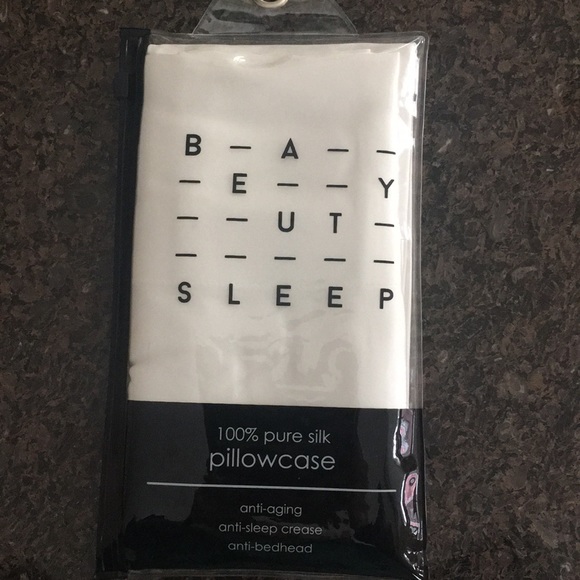 B — A — —
— E — — Y
— — U T —
— — — — —
S L E E P
100% pure silk
pillowcase
anti-aging
anti-sleep crease
anti-bedhead